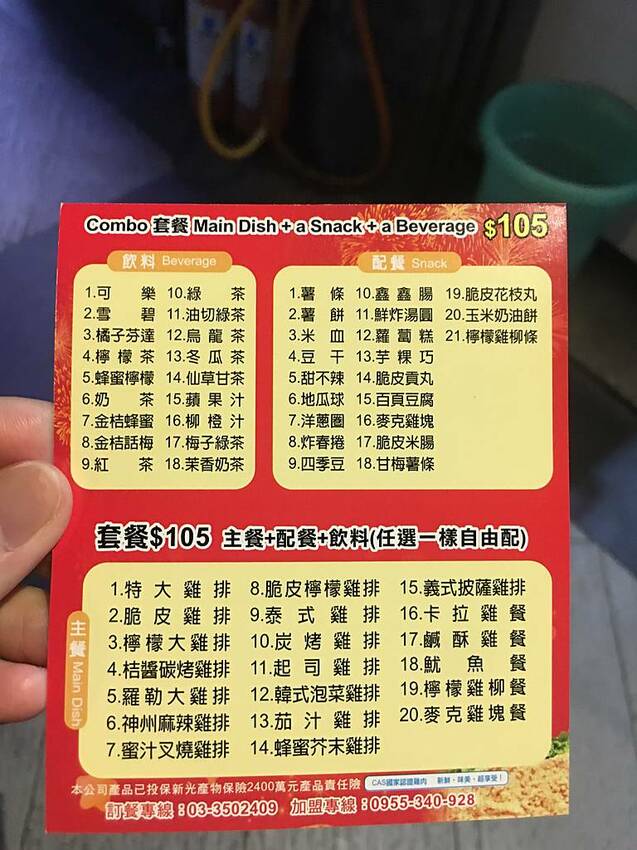 Combo 套餐 Main Dish + a Snack + a Beverage $105
飲料 Beverage
1.可樂 10.綠茶
2.雪碧 11.油切綠茶
3.橘子芬達 12.烏龍茶
4.檸檬茶 13.冬瓜茶
5.蜂蜜檸檬 14.仙草甘茶
6.奶茶 15.蘋果汁
7.金桔蜂蜜 16.柳橙汁
8.金桔話梅 17.梅子綠茶
9.紅茶 18.茉香奶茶
配餐 Snack
1.薯條 10.鑫鑫腸 19.脆皮花枝丸
2.薯餅 11.鮮炸湯圓 20.玉米奶油餅
3.米血 12.蘿蔔糕 21.檸檬雞柳條
4.豆干 13.芋粿巧
5.甜不辣 14.脆皮貢丸
6.地瓜球 15.百頁豆腐
7.洋蔥圈 16.麥克雞塊
8.炸春捲 17.脆皮米腸
9.四季豆 18.甘梅薯條
套餐$105 主餐+配餐+飲料(任選一樣自由配)
主餐 Main Dish
1.特大雞排 8.脆皮檸檬雞排 15.義式披薩雞排
2.脆皮雞排 9.泰式雞排 16.卡拉雞餐
3.檸檬大雞排 10.炭烤雞排 17.鹹酥雞餐
4.桔醬碳烤雞排 11.起司雞排 18.魷魚餐
5.羅勒大雞排 12.韓式泡菜雞排 19.檸檬雞柳餐
6.神州麻辣雞排 13.茄汁雞排 20.麥克雞塊餐
7.蜜汁叉燒雞排 14.蜂蜜芥末雞排
本公司產品已投保新光產物保險2400萬元產品責任險 CAS國家認證雞肉 新鮮、味美、超享受！
訂餐專線：03-3502409 加盟專線：0955-340-928